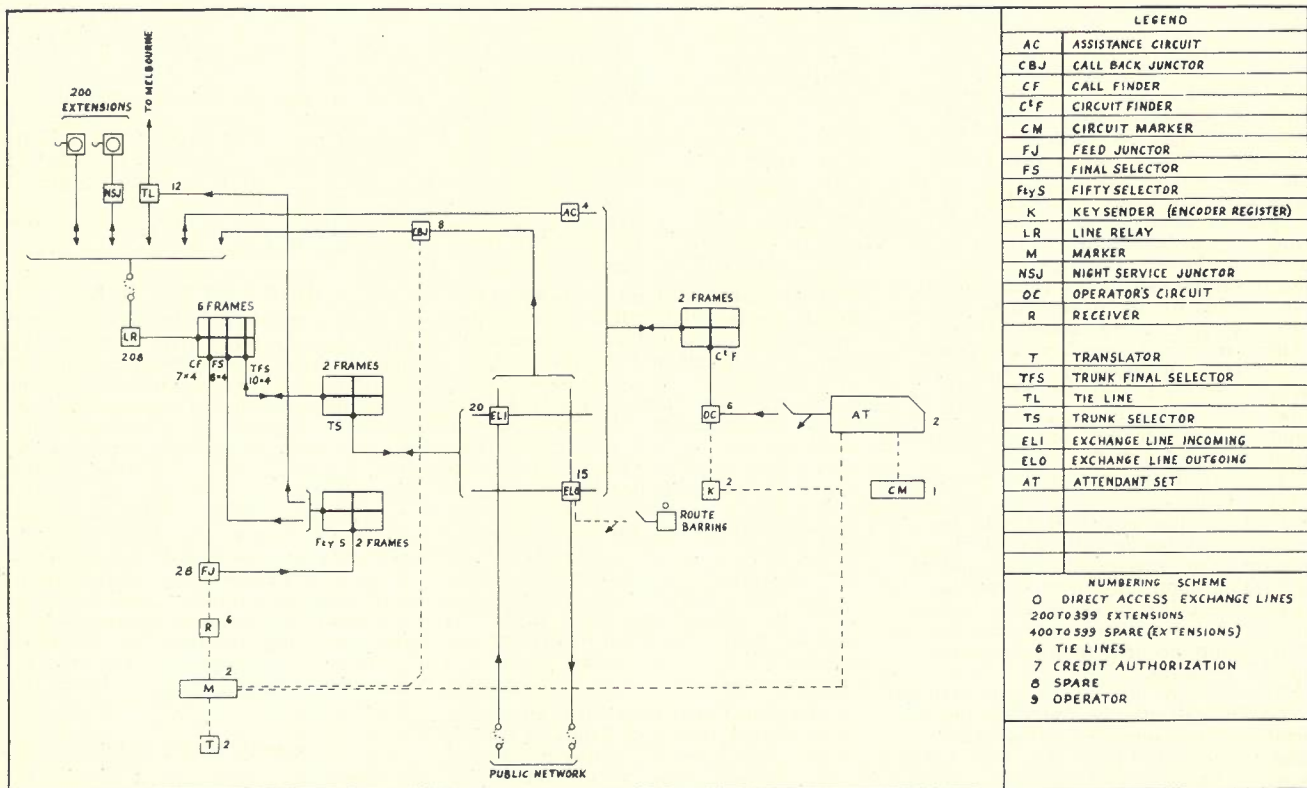 200
EXTENSIONS
TO MELBOURNE
NSJ
TL
12
AC
4
CBJ
8
6 FRAMES
LR
208
CF
7×4
FS
8×4
TFS
10×4
2 FRAMES
TS
2 FRAMES
CᵗF
20
ELI
OC
6
AT
2
15
ELO
K
2
CM
1
ROUTE
BARRING
Fty S
2 FRAMES
28
FJ
R
6
2
M
T
2
PUBLIC NETWORK
LEGEND
AC ASSISTANCE CIRCUIT
CBJ CALL BACK JUNCTOR
CF CALL FINDER
CᵗF CIRCUIT FINDER
CM CIRCUIT MARKER
FJ FEED JUNCTOR
FS FINAL SELECTOR
Fty S FIFTY SELECTOR
K KEY SENDER (ENCODER REGISTER)
LR LINE RELAY
M MARKER
NSJ NIGHT SERVICE JUNCTOR
OC OPERATOR'S CIRCUIT
R RECEIVER
T TRANSLATOR
TFS TRUNK FINAL SELECTOR
TL TIE LINE
TS TRUNK SELECTOR
ELI EXCHANGE LINE INCOMING
ELO EXCHANGE LINE OUTGOING
AT ATTENDANT SET
NUMBERING SCHEME
O DIRECT ACCESS EXCHANGE LINES
200 TO 399 EXTENSIONS
400 TO 599 SPARE (EXTENSIONS)
6 TIE LINES
7 CREDIT AUTHORIZATION
8 SPARE
9 OPERATOR